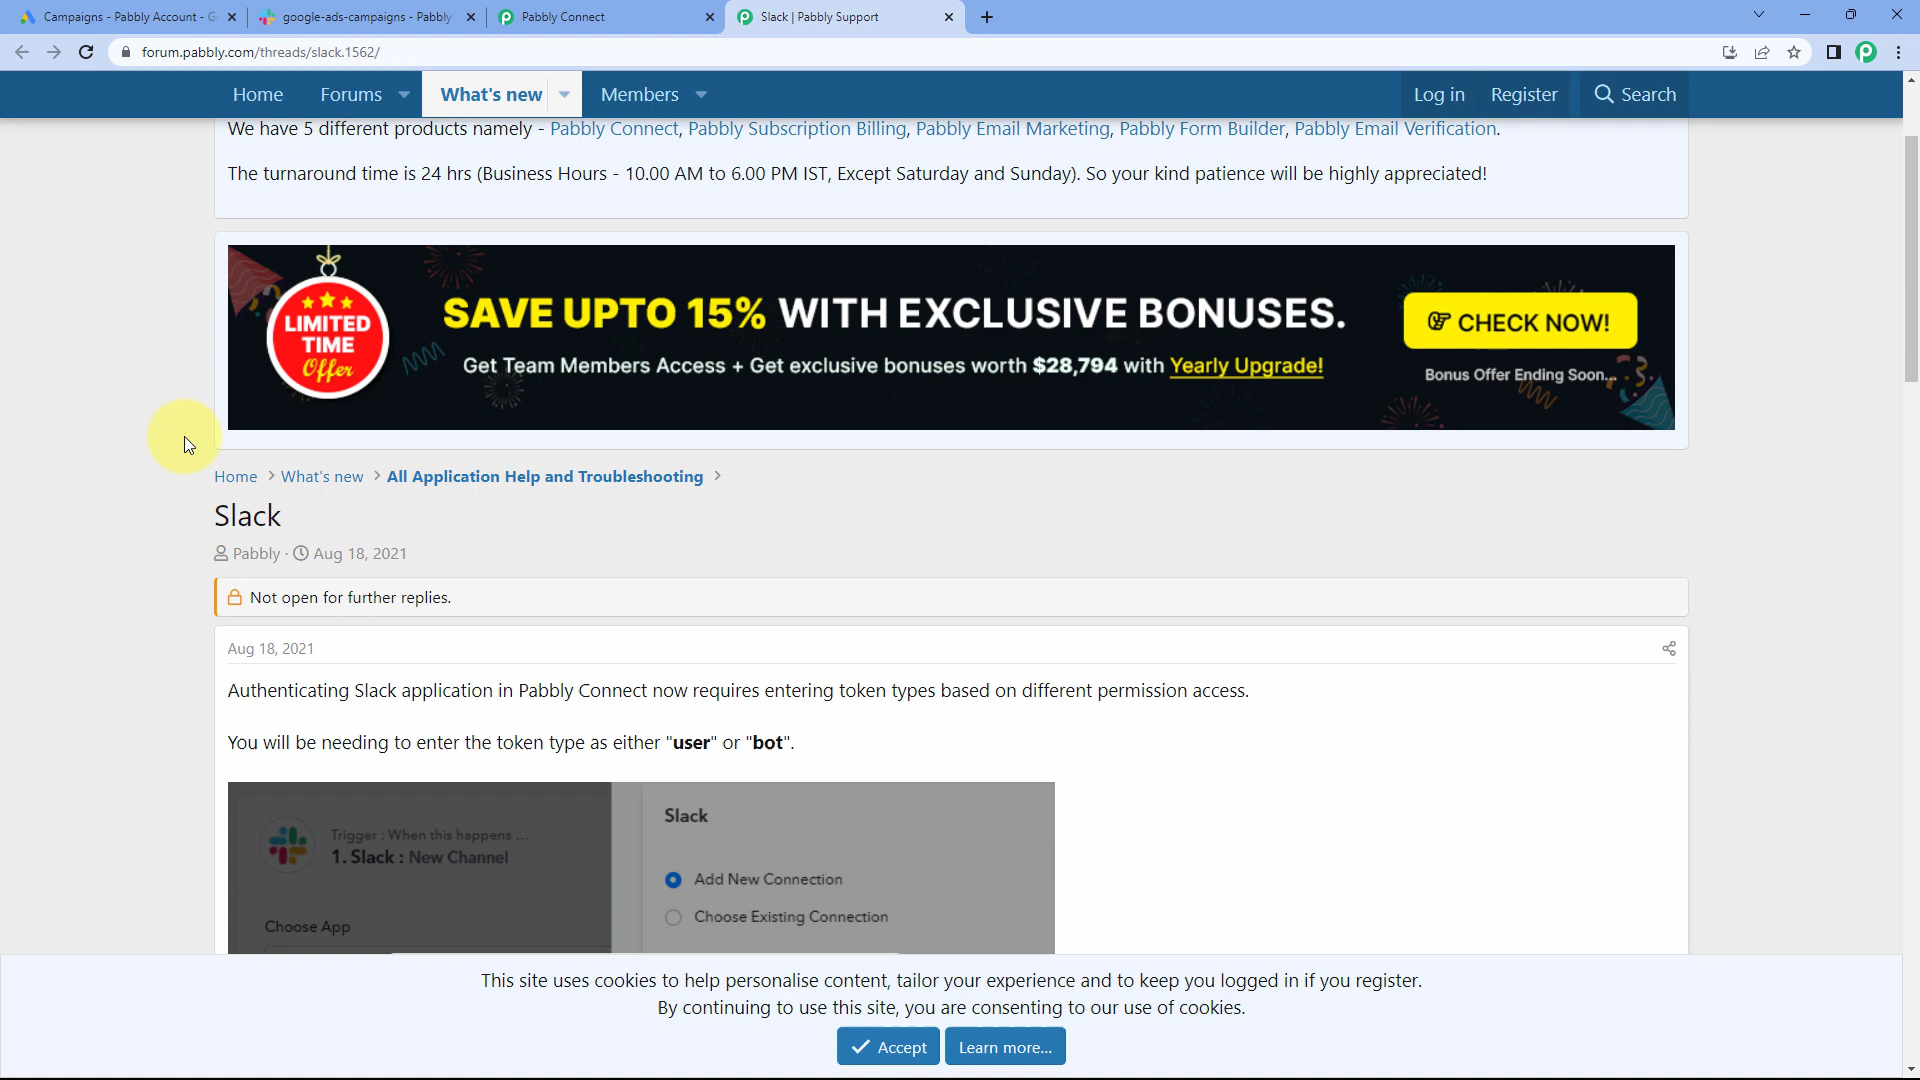 Campaigns - Pabbly Account - G
google-ads-campaigns - Pabbly
Pabbly Connect
Slack | Pabbly Support
forum.pabbly.com/threads/slack.1562/
Home
Forums
What's new
Members
Log in
Register
Search
We have 5 different products namely - Pabbly Connect, Pabbly Subscription Billing, Pabbly Email Marketing, Pabbly Form Builder, Pabbly Email Verification.
The turnaround time is 24 hrs (Business Hours - 10.00 AM to 6.00 PM IST, Except Saturday and Sunday). So your kind patience will be highly appreciated!
LIMITED
TIME
Offer
SAVE UPTO 15% WITH EXCLUSIVE BONUSES.
Get Team Members Access + Get exclusive bonuses worth $28,794 with Yearly Upgrade!
CHECK NOW!
Bonus Offer Ending Soon...
Home > What's new > All Application Help and Troubleshooting >
Slack
Pabbly · Aug 18, 2021
Not open for further replies.
Aug 18, 2021
Authenticating Slack application in Pabbly Connect now requires entering token types based on different permission access.
You will be needing to enter the token type as either "user" or "bot".
Trigger : When this happens ...
1. Slack : New Channel
Choose App
Slack
Add New Connection
Choose Existing Connection
This site uses cookies to help personalise content, tailor your experience and to keep you logged in if you register.
By continuing to use this site, you are consenting to our use of cookies.
Accept
Learn more...